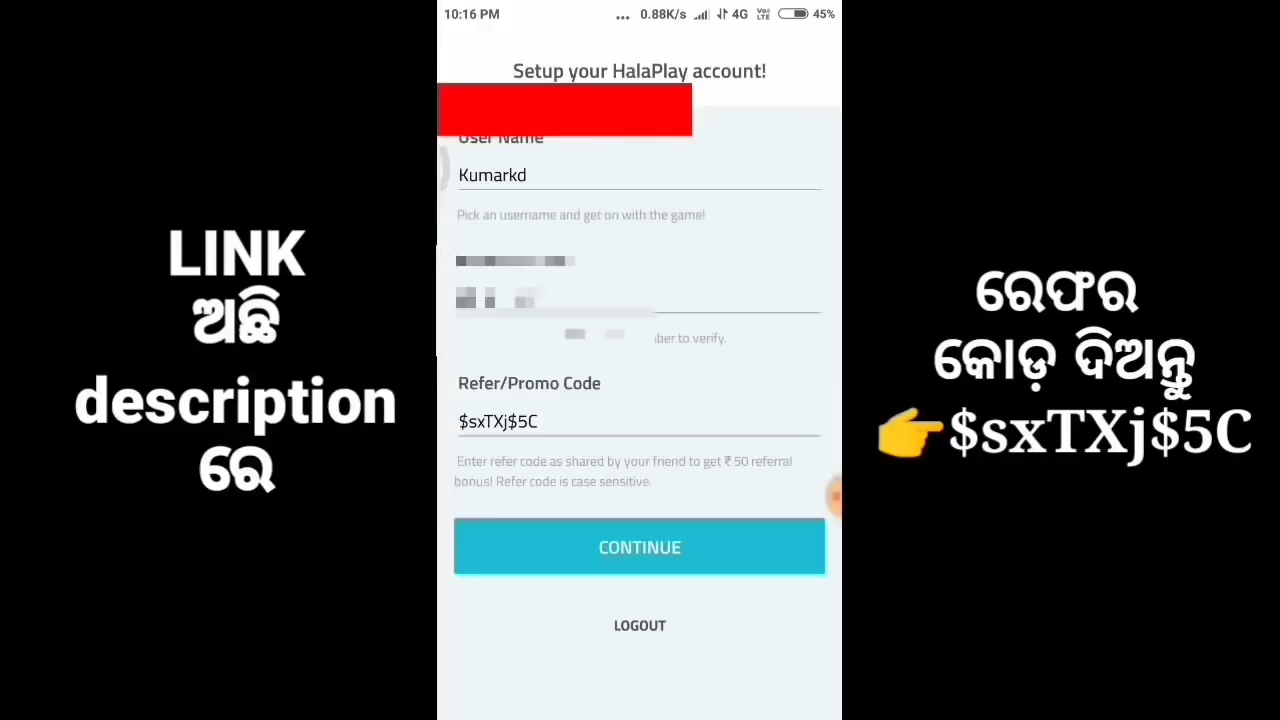 10:16 PM ... 0.88K/s 4G Vo) LTE 45%
Setup your HalaPlay account!
User Name
Kumarkd
Pick an username and get on with the game!
ber to verify.
Refer/Promo Code
$sxTXj$5C
Enter refer code as shared by your friend to get ₹ 50 referral
bonus! Refer code is case sensitive.
CONTINUE
LOGOUT
LINK
ଅଛି
description
ରେ
ରେଫର
କୋଡ଼ ଦିଅନ୍ତୁ
👉$sxTXj$5C